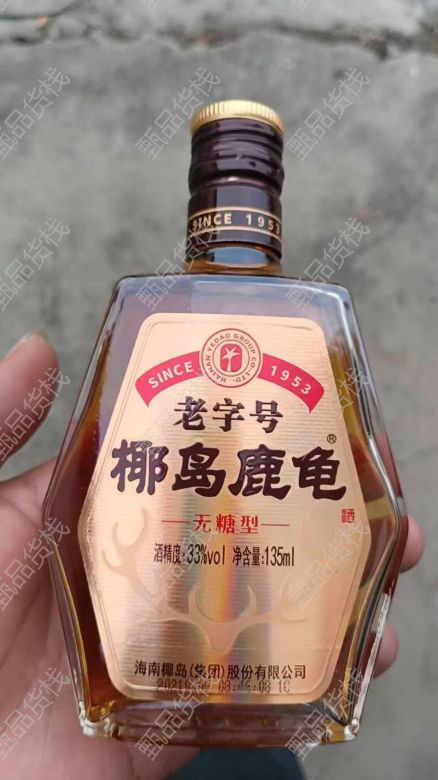 SINCE 1953
HAINAN YEDAO GROUP CO.,LTD.
SINCE 1953
老字号
椰岛鹿龟®
酒
无糖型
酒精度:33%vol 净含量:135ml
海南椰岛(集团)股份有限公司
甄品货栈